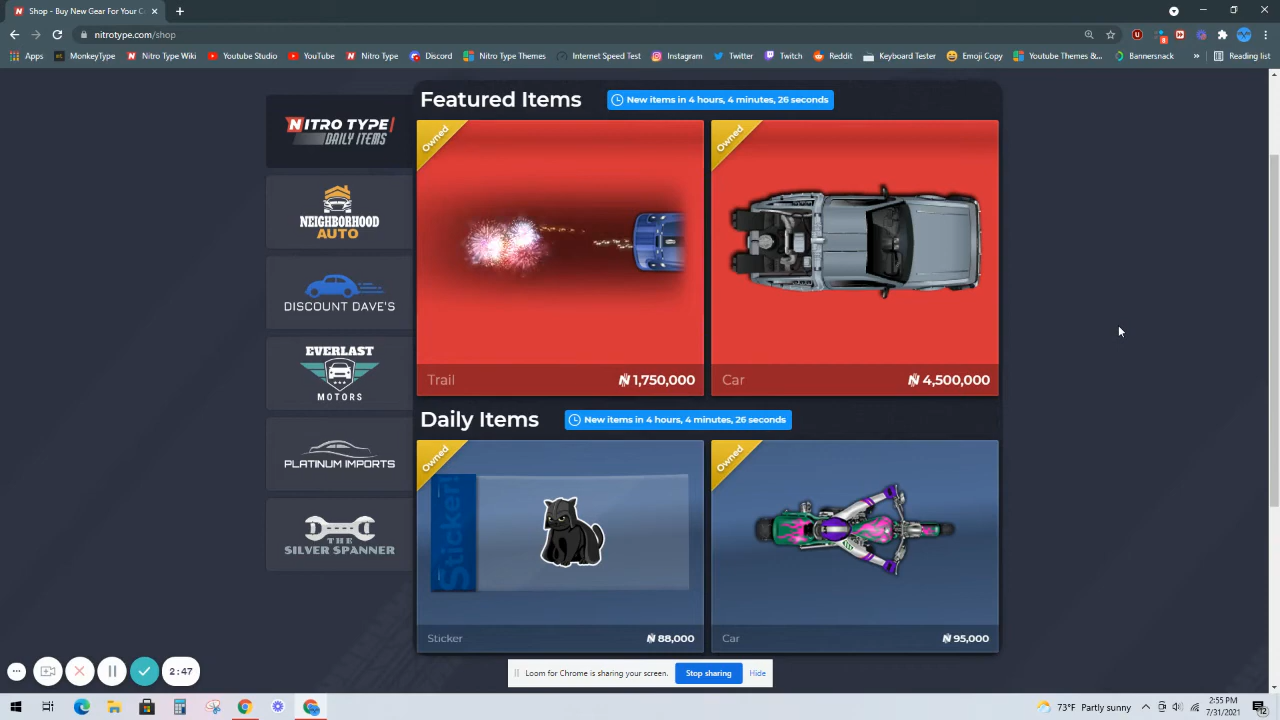 Shop - Buy New Gear For Your C
nitrotype.com/shop
Apps
MonkeyType
Nitro Type Wiki
Youtube Studio
YouTube
Nitro Type
Discord
Nitro Type Themes
Internet Speed Test
Instagram
Twitter
Twitch
Reddit
Keyboard Tester
Emoji Copy
Youtube Themes &...
Bannersnack
»
Reading list
NITRO TYPE
DAILY ITEMS
NEIGHBORHOOD
AUTO
DISCOUNT DAVE'S
EVERLAST
MOTORS
PLATINUM IMPORTS
THE
SILVER SPANNER
Featured Items
New items in 4 hours, 4 minutes, 26 seconds
Owned
Trail
1,750,000
Owned
Car
4,500,000
Daily Items
New items in 4 hours, 4 minutes, 26 seconds
Owned
Sticker
Sticker
88,000
Owned
Car
95,000
2:47
Loom for Chrome is sharing your screen.
Stop sharing
Hide
73°F Partly sunny
2:55 PM
7/31/2021
12